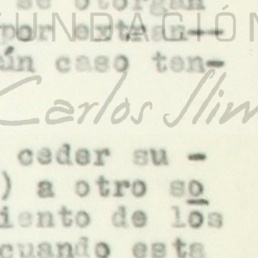 se otorgan
FUNDACIÓN
por extran--
ún caso ten-
Carlos Slim
ceder su -
) a otro so
iento de los
cuando esta